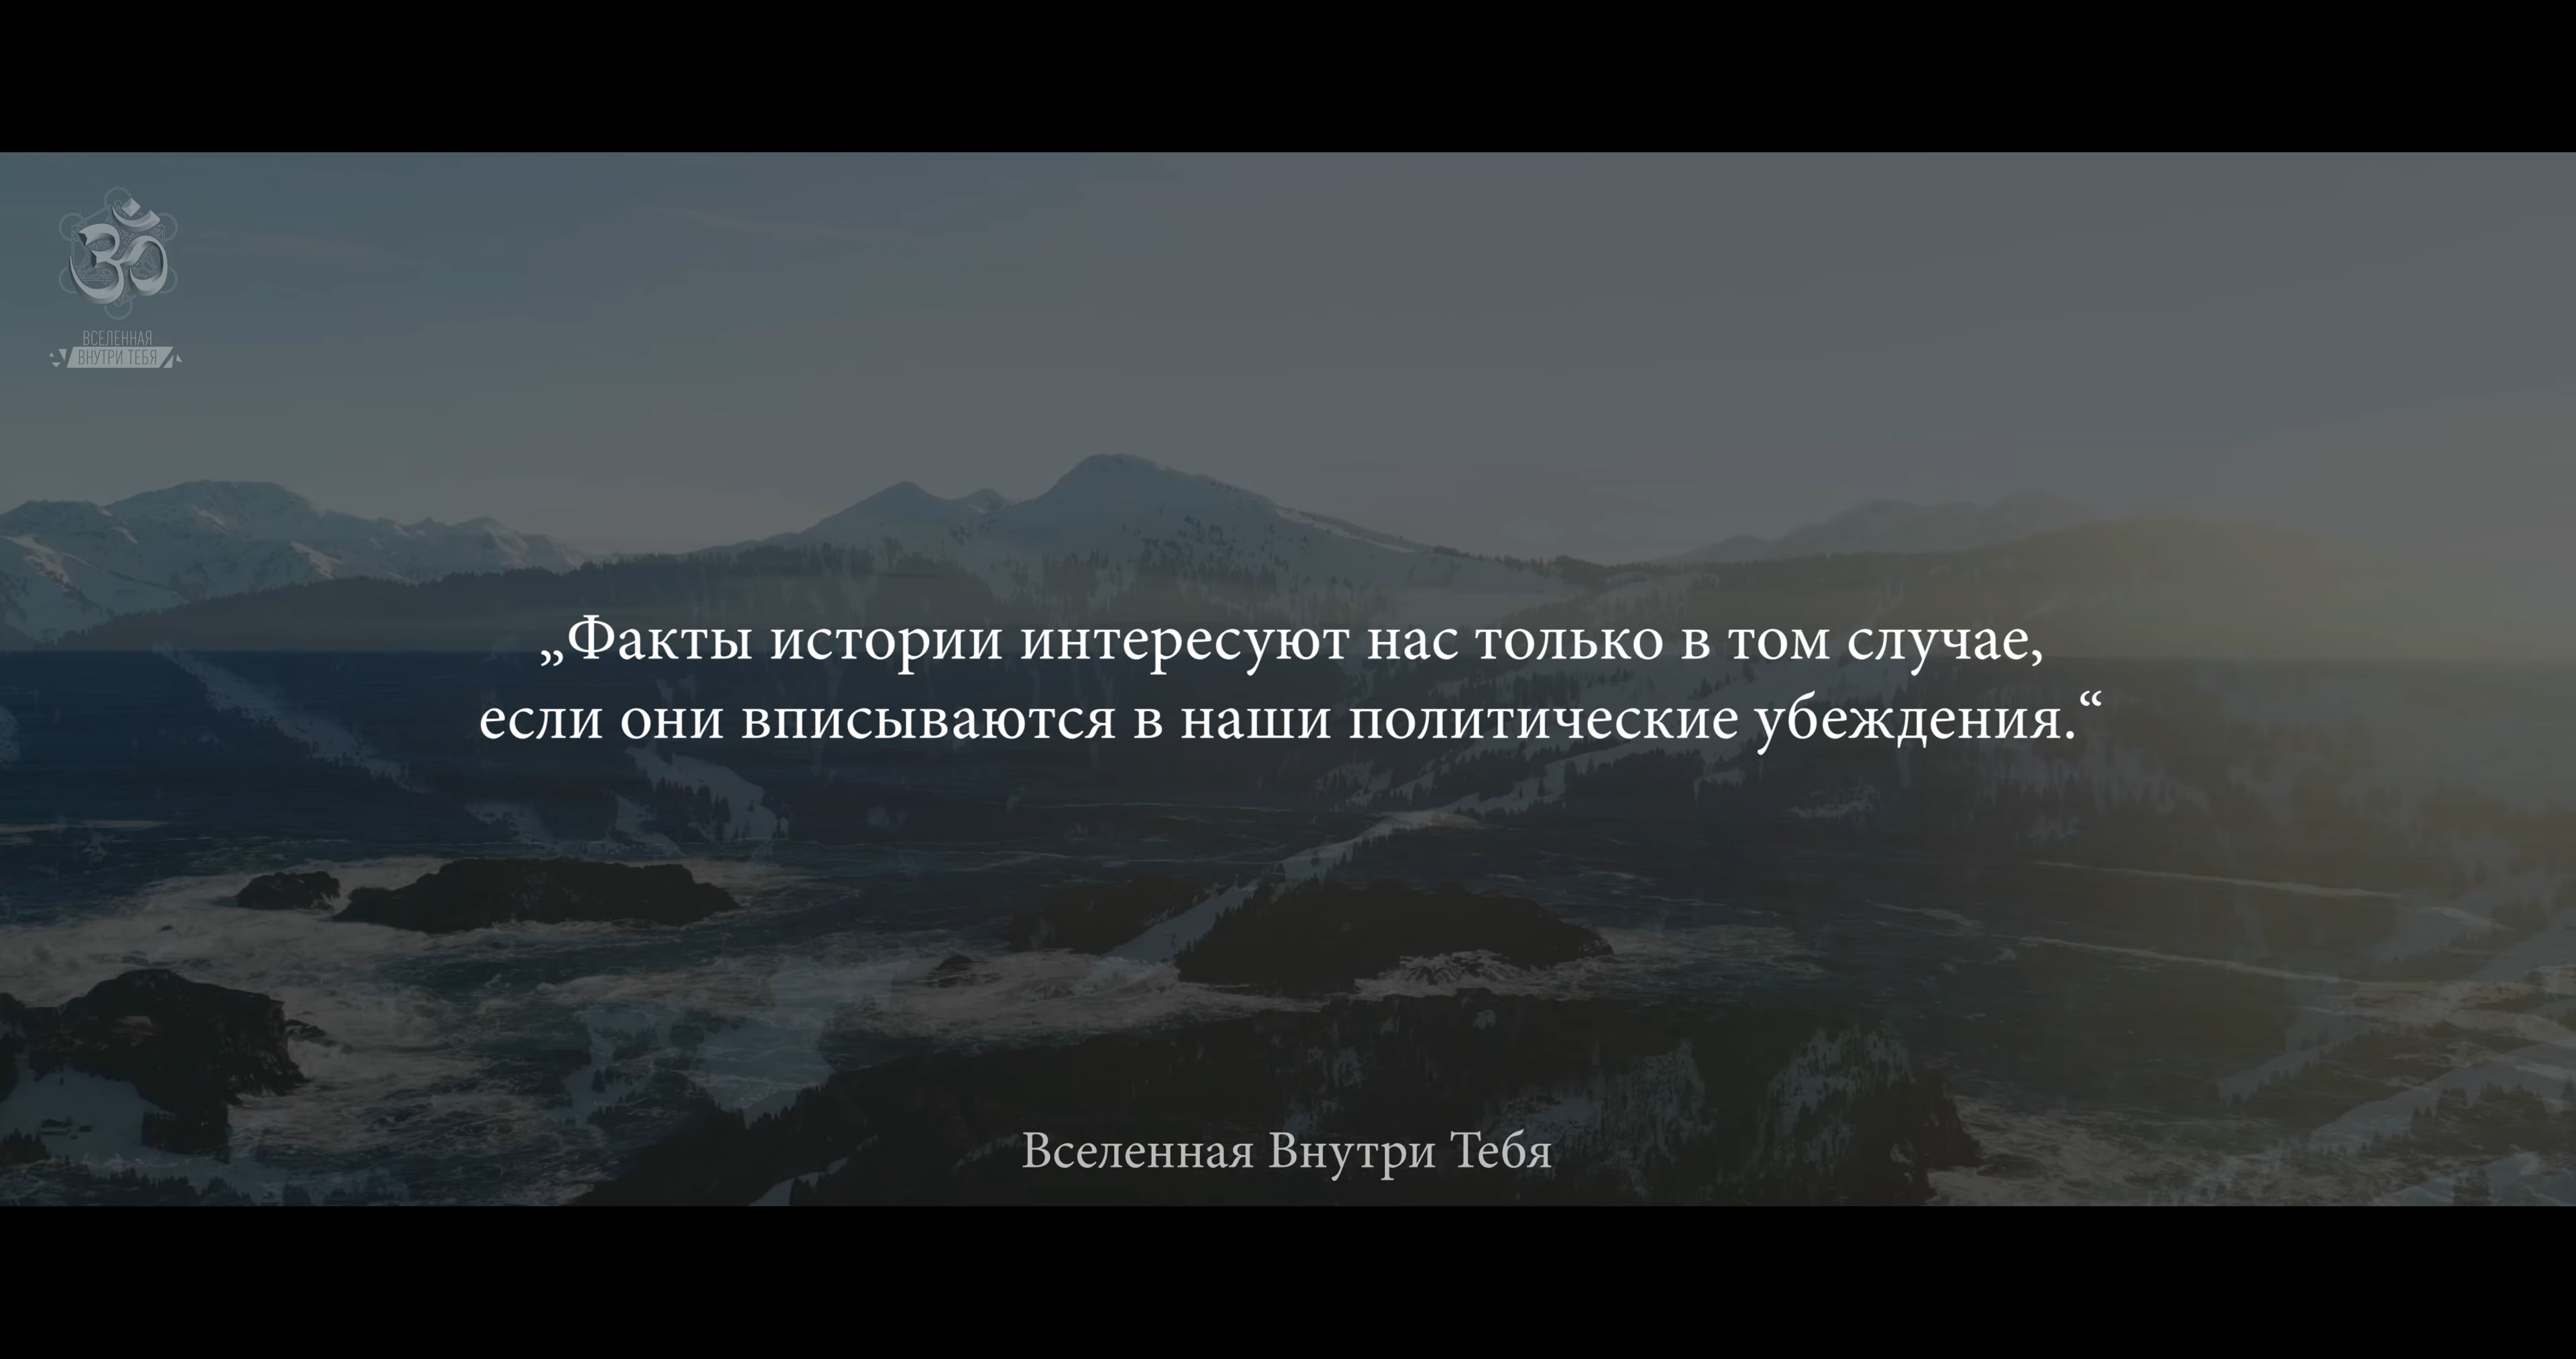 ВСЕЛЕННАЯ
ВНУТРИ ТЕБЯ
„Факты истории интересуют нас только в том случае,
если они вписываются в наши политические убеждения.“
Вселенная Внутри Тебя